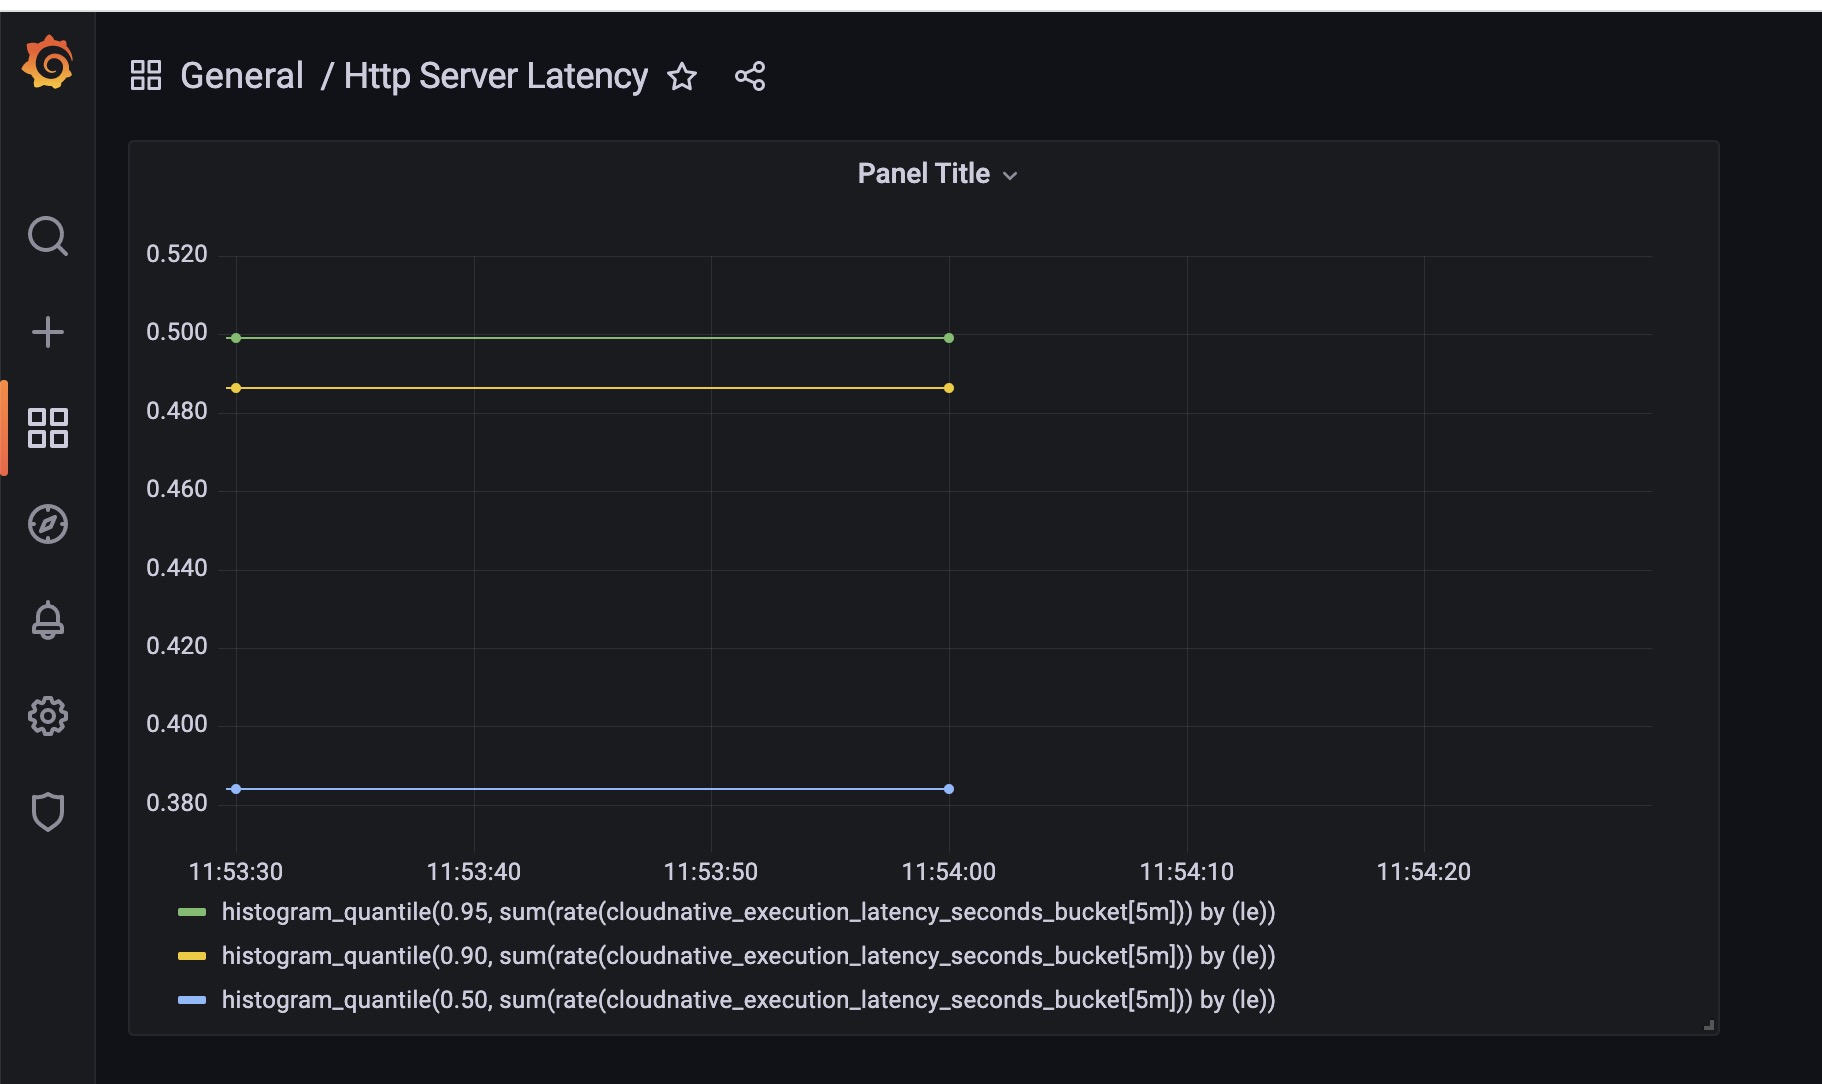 General / Http Server Latency
Panel Title
0.520
0.500
0.480
0.460
0.440
0.420
0.400
0.380
11:53:30 11:53:40 11:53:50 11:54:00 11:54:10 11:54:20
histogram_quantile(0.95, sum(rate(cloudnative_execution_latency_seconds_bucket[5m])) by (le))
histogram_quantile(0.90, sum(rate(cloudnative_execution_latency_seconds_bucket[5m])) by (le))
histogram_quantile(0.50, sum(rate(cloudnative_execution_latency_seconds_bucket[5m])) by (le))